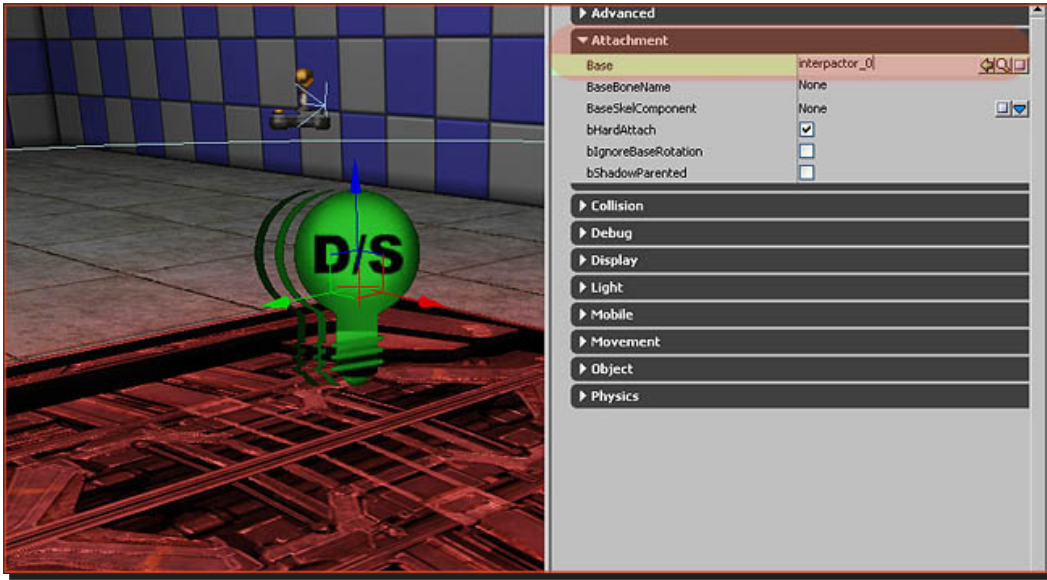 Advanced
Attachment
Base interpactor_0
BaseBoneName None
BaseSkelComponent None
bHardAttach
bIgnoreBaseRotation
bShadowParented
Collision
Debug
Display
Light
Mobile
Movement
Object
Physics
D/S